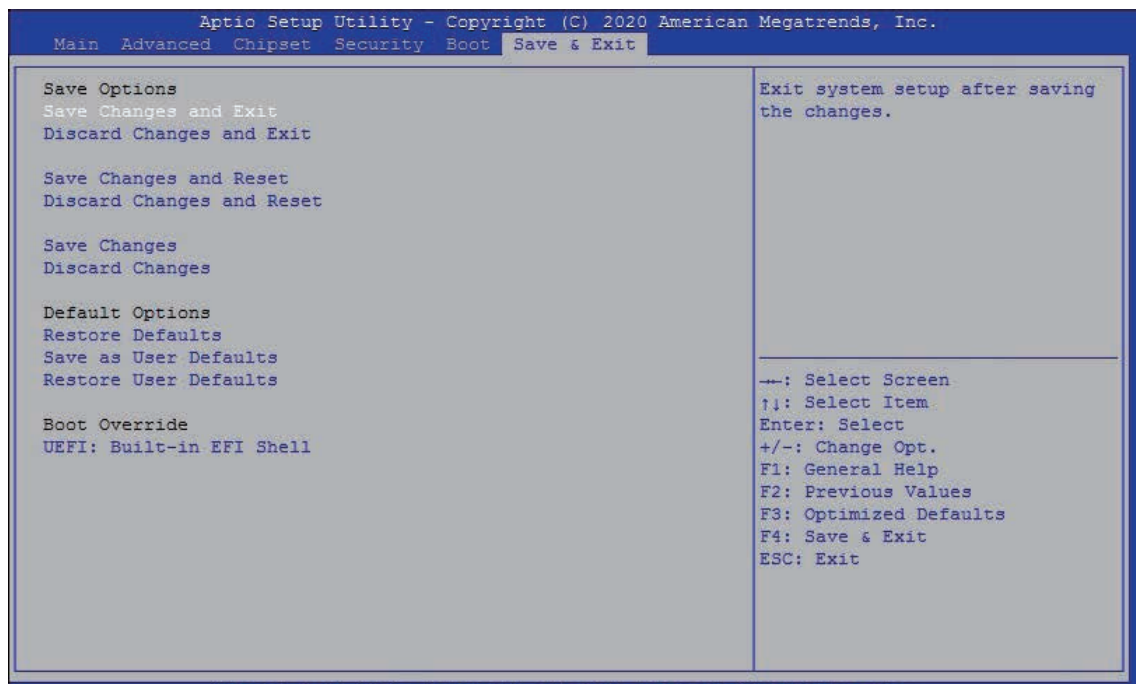 Aptio Setup Utility - Copyright (C) 2020 American Megatrends, Inc.
Main Advanced Chipset Security Boot Save & Exit
Save Options
Save Changes and Exit
Discard Changes and Exit
Save Changes and Reset
Discard Changes and Reset
Save Changes
Discard Changes
Default Options
Restore Defaults
Save as User Defaults
Restore User Defaults
Boot Override
UEFI: Built-in EFI Shell
Exit system setup after saving
the changes.
→←: Select Screen
↑↓: Select Item
Enter: Select
+/-: Change Opt.
F1: General Help
F2: Previous Values
F3: Optimized Defaults
F4: Save & Exit
ESC: Exit